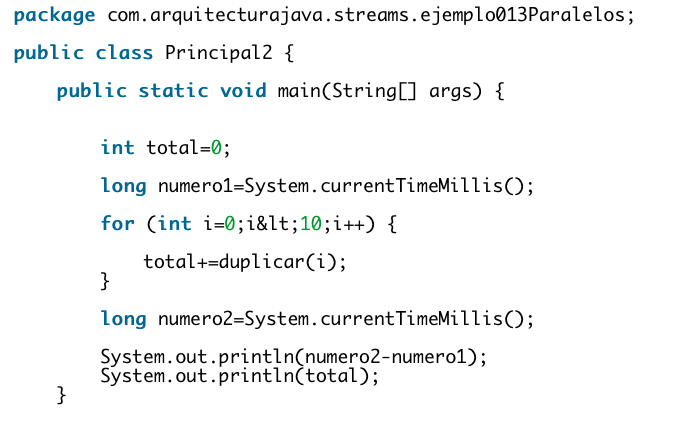 package com.arquitecturajava.streams.ejemplo013Paralelos;
public class Principal2 {
public static void main(String[] args) {
int total=0;
long numero1=System.currentTimeMillis();
for (int i=0;i&lt;10;i++) {
total+=duplicar(i);
}
long numero2=System.currentTimeMillis();
System.out.println(numero2-numero1);
System.out.println(total);
}